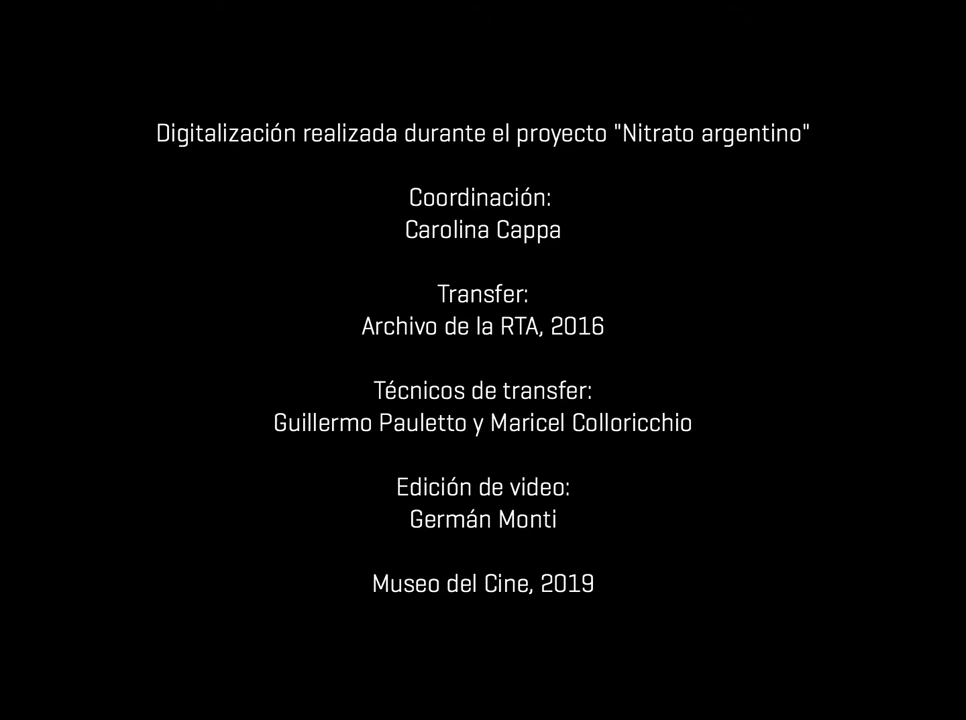 Digitalización realizada durante el proyecto "Nitrato argentino"
Coordinación:
Carolina Cappa
Transfer:
Archivo de la RTA, 2016
Técnicos de transfer:
Guillermo Pauletto y Maricel Colloricchio
Edición de video:
Germán Monti
Museo del Cine, 2019